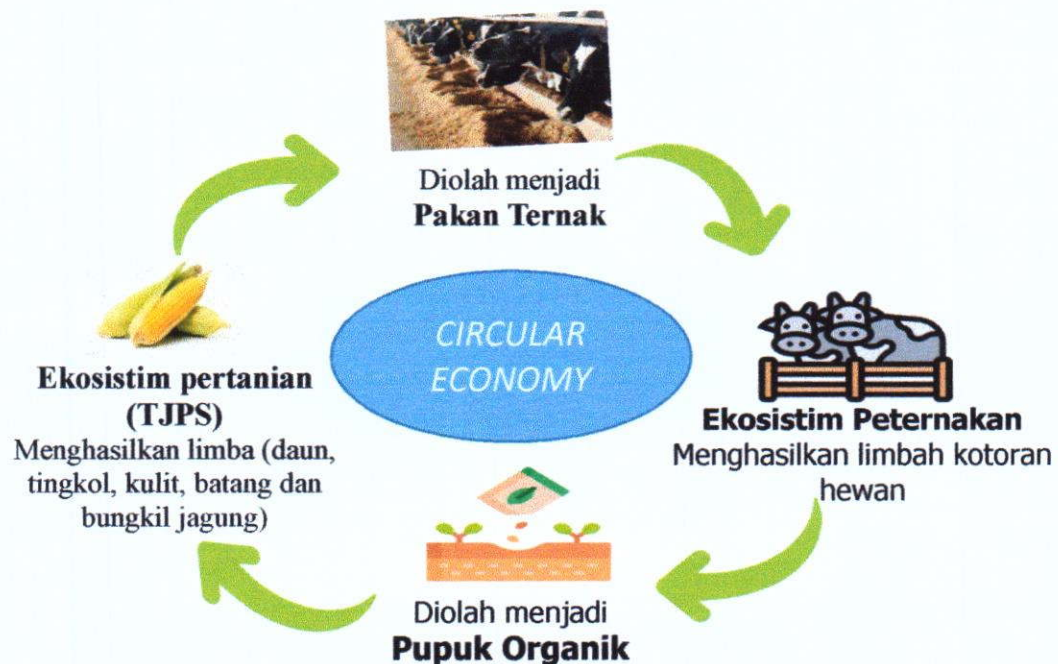 Diolah menjadi
Pakan Ternak
CIRCULAR
ECONOMY
Ekosistim pertanian
(TJPS)
Menghasilkan limba (daun,
tingkol, kulit, batang dan
bungkil jagung)
Ekosistim Peternakan
Menghasilkan limbah kotoran
hewan
Diolah menjadi
Pupuk Organik